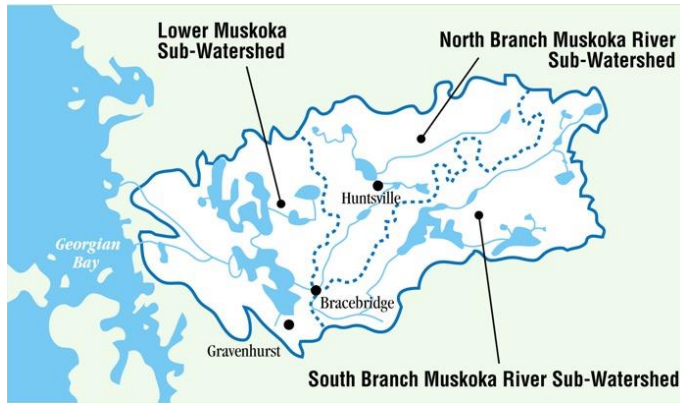 Lower Muskoka
Sub-Watershed
North Branch Muskoka River
Sub-Watershed
Huntsville
Georgian
Bay
Bracebridge
Gravenhurst
South Branch Muskoka River Sub-Watershed